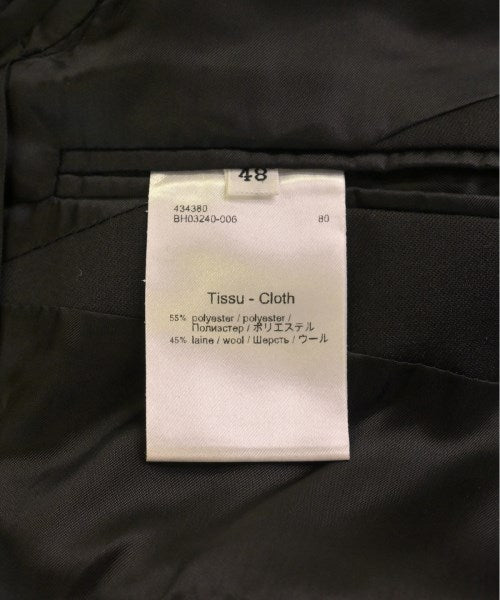 48
434380
BH03240-006 80
Tissu - Cloth
55% polyester / polyester /
Полиэстер / ポリエステル
45% laine / wool / Шерсть / ウール